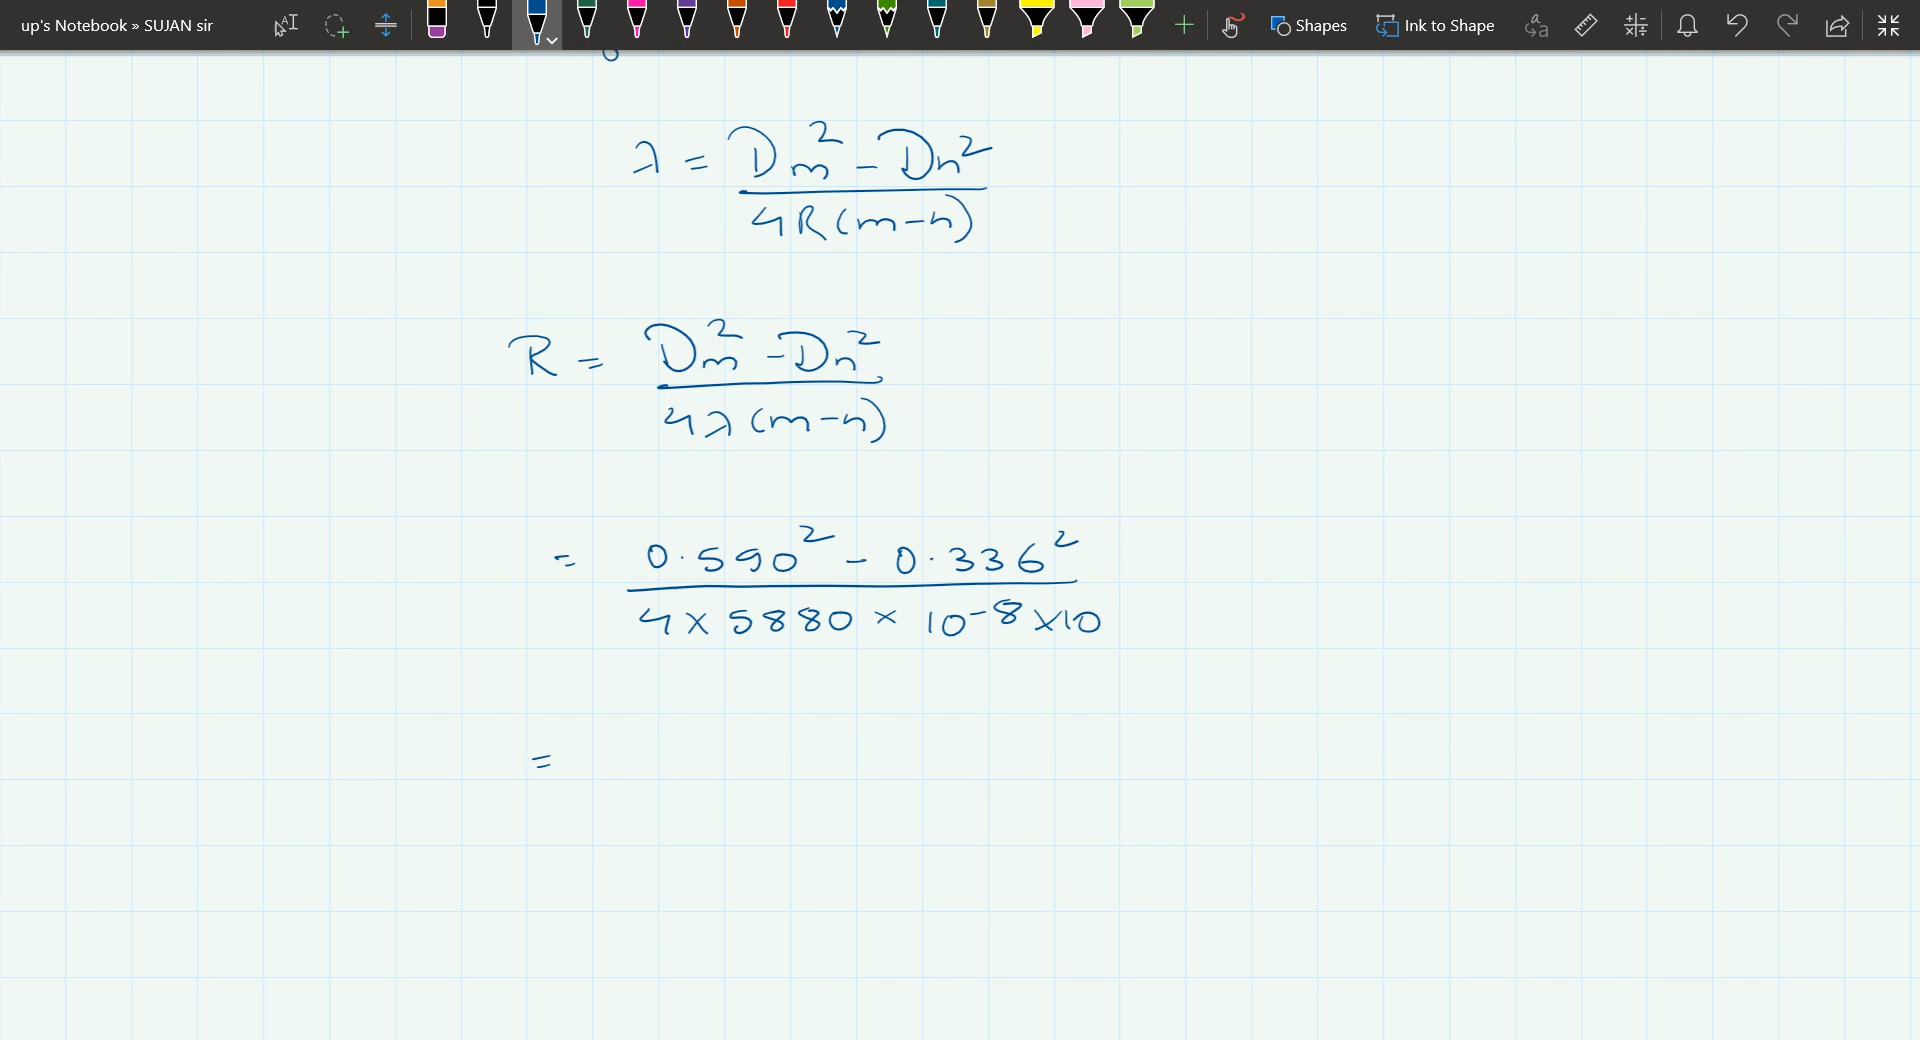 up's Notebook » SUJAN sir Shapes Ink to Shape
λ = Dm² - Dn²
4R(m-n)
R = Dm² - Dn²
4λ(m-n)
= 0.590² - 0.336²
4 × 5880 × 10⁻⁸ × 10
=